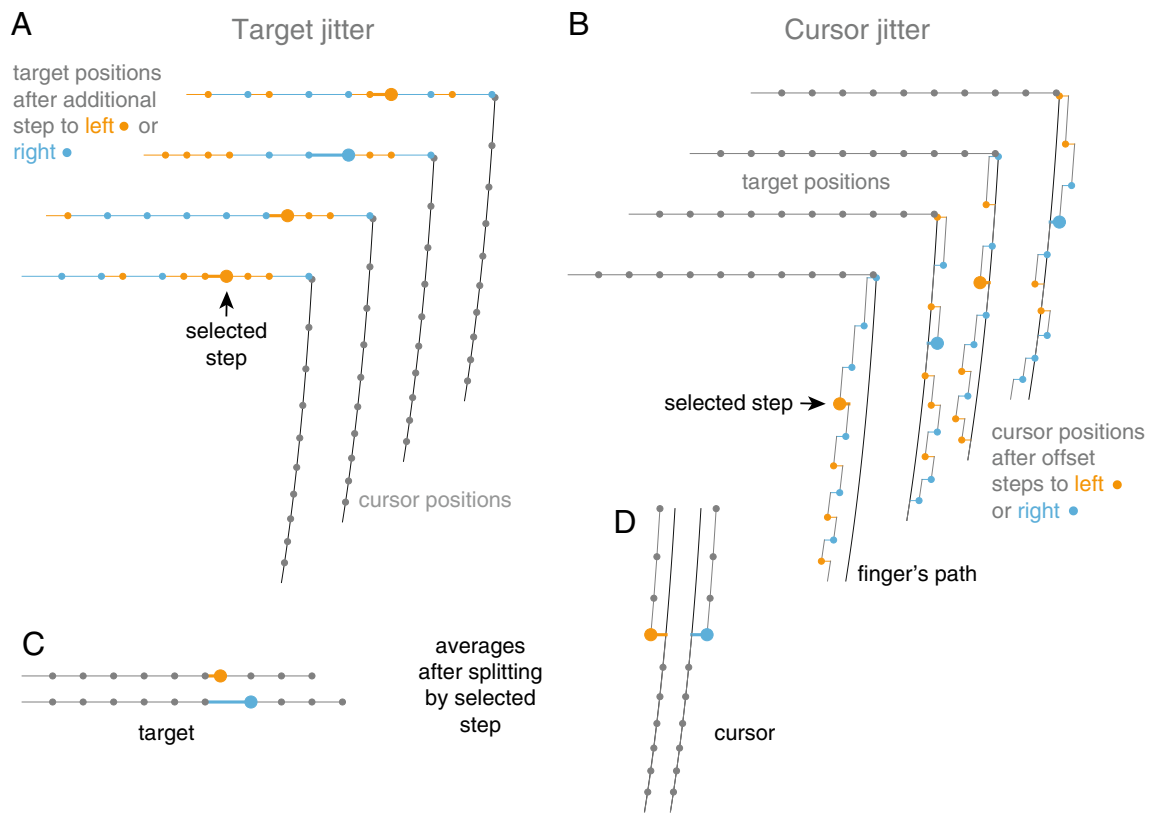 A
Target jitter
target positions
after additional
step to left ● or
right ●
selected
step
cursor positions
B
Cursor jitter
target positions
selected step
cursor positions
after offset
steps to left ●
or right ●
finger's path
C
target
averages
after splitting
by selected
step
D
cursor